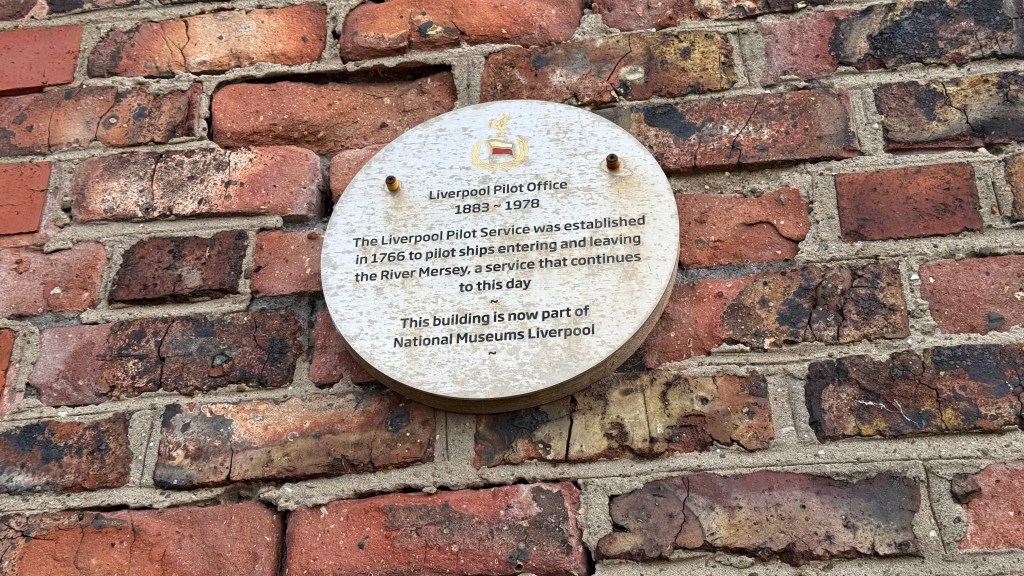 Liverpool Pilot Office
1883 ~ 1978
The Liverpool Pilot Service was established
in 1766 to pilot ships entering and leaving
the River Mersey, a service that continues
to this day
~
This building is now part of
National Museums Liverpool
~